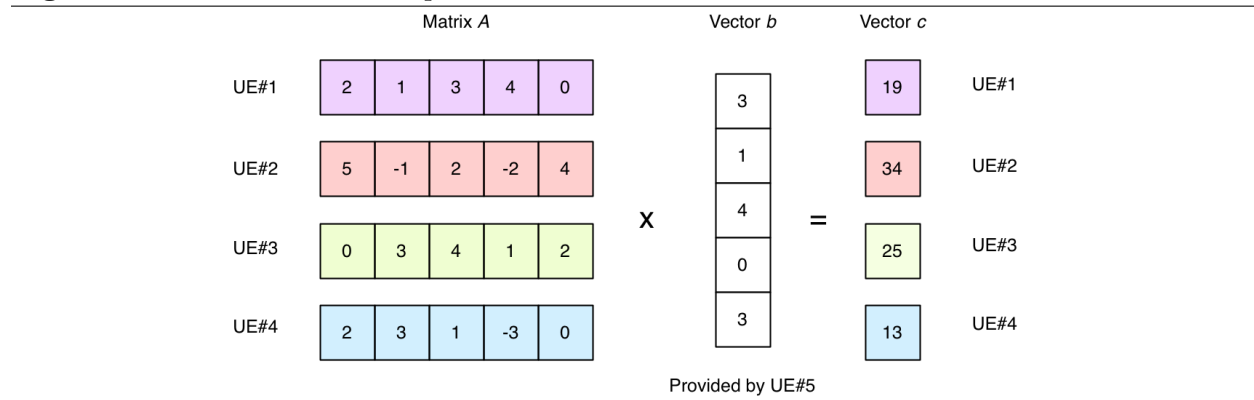 Matrix A Vector b Vector c
UE#1 2 1 3 4 0 19 UE#1
3
UE#2 5 -1 2 -2 4 34 UE#2
1
4
x =
UE#3 0 3 4 1 2 25 UE#3
0
UE#4 2 3 1 -3 0 13 UE#4
3
Provided by UE#5